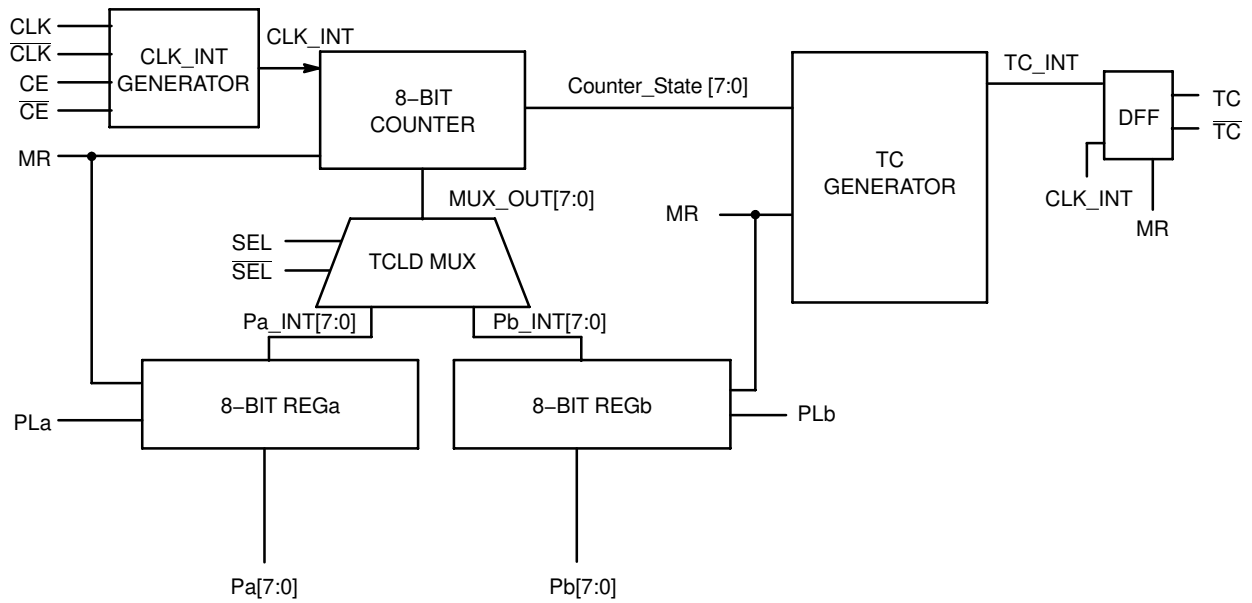 CLK
CLK
CE
CE
CLK_INT
GENERATOR
CLK_INT
8−BIT
COUNTER
Counter_State [7:0]
TC
GENERATOR
TC_INT
DFF
TC
TC
CLK_INT
MR
MR
MUX_OUT[7:0]
MR
SEL
SEL
TCLD MUX
Pa_INT[7:0]
Pb_INT[7:0]
8−BIT REGa
8−BIT REGb
PLa
PLb
Pa[7:0]
Pb[7:0]